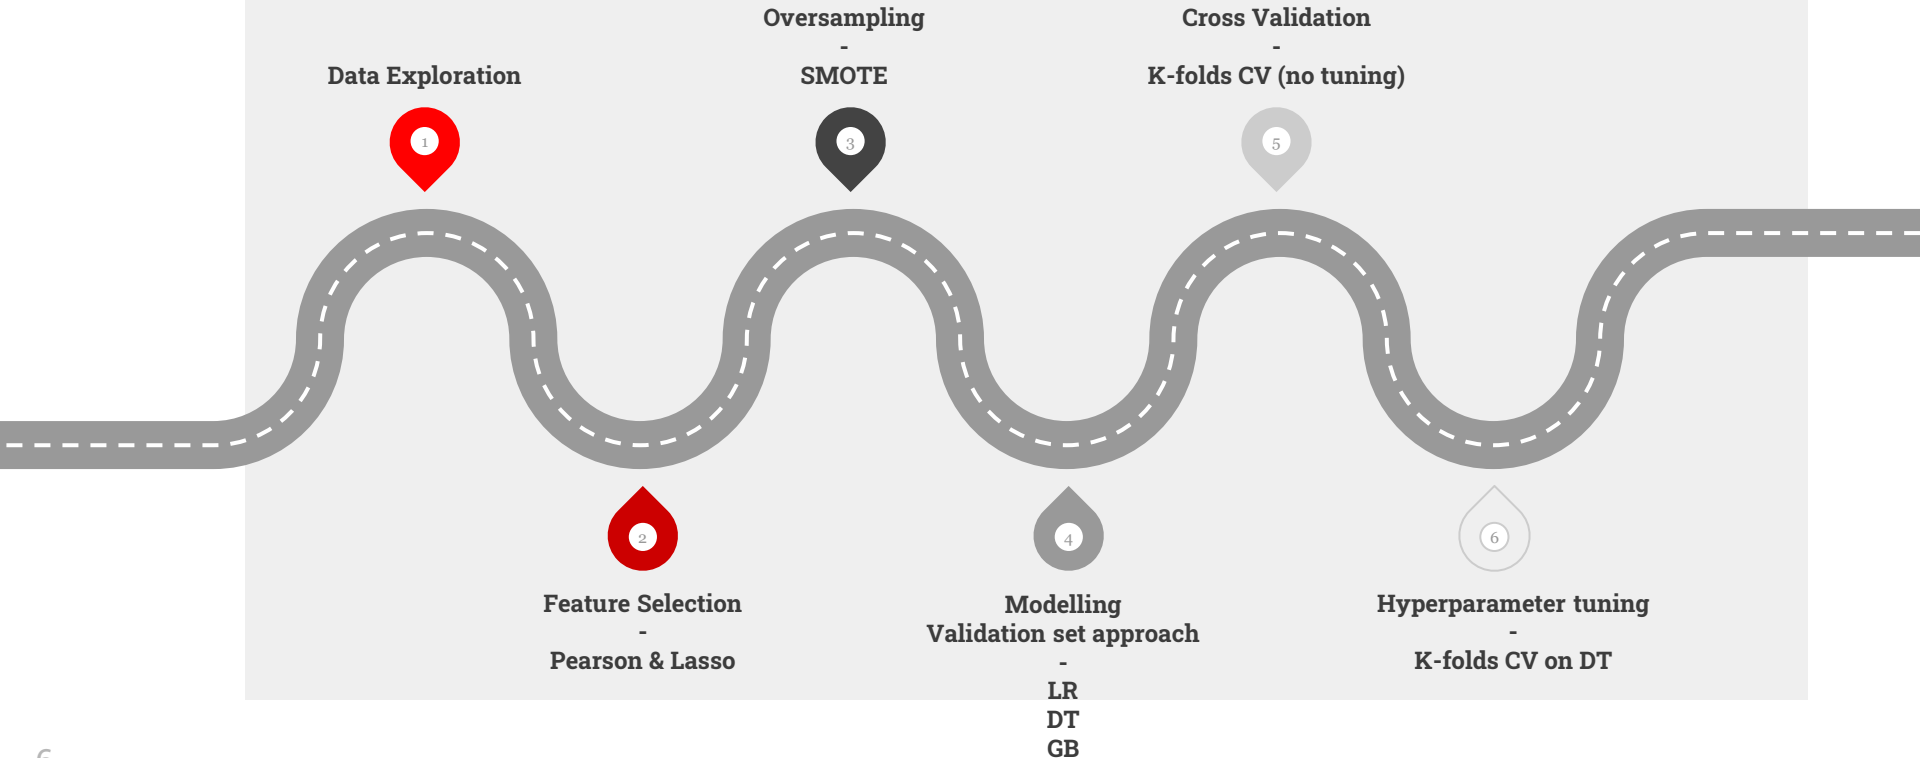 Data Exploration
1
Feature Selection
-
Pearson & Lasso
2
Oversampling
-
SMOTE
3
Modelling
Validation set approach
-
LR
DT
GB
4
Cross Validation
-
K-folds CV (no tuning)
5
Hyperparameter tuning
-
K-folds CV on DT
6